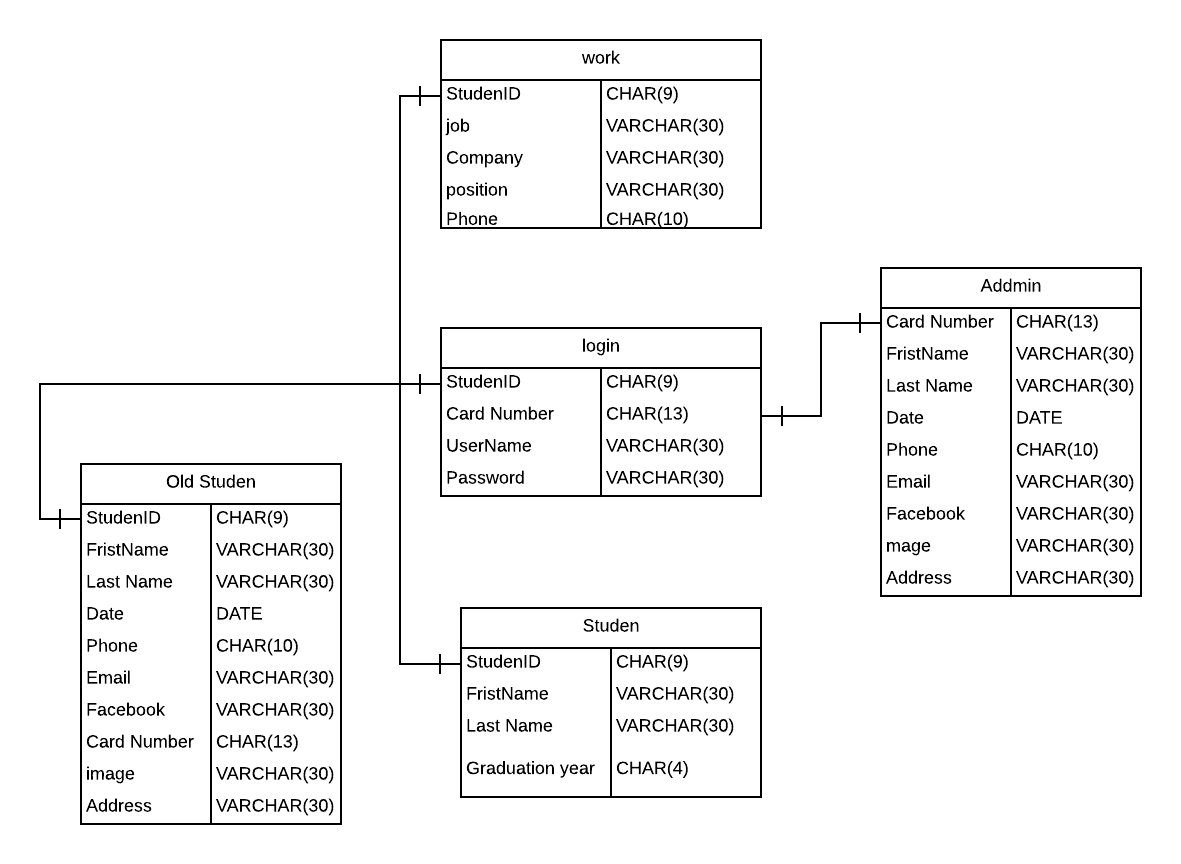 work
StudenID CHAR(9)
job VARCHAR(30)
Company VARCHAR(30)
position VARCHAR(30)
Phone CHAR(10)
login
StudenID CHAR(9)
Card Number CHAR(13)
UserName VARCHAR(30)
Password VARCHAR(30)
Addmin
Card Number CHAR(13)
FristName VARCHAR(30)
Last Name VARCHAR(30)
Date DATE
Phone CHAR(10)
Email VARCHAR(30)
Facebook VARCHAR(30)
mage VARCHAR(30)
Address VARCHAR(30)
Old Studen
StudenID CHAR(9)
FristName VARCHAR(30)
Last Name VARCHAR(30)
Date DATE
Phone CHAR(10)
Email VARCHAR(30)
Facebook VARCHAR(30)
Card Number CHAR(13)
image VARCHAR(30)
Address VARCHAR(30)
Studen
StudenID CHAR(9)
FristName VARCHAR(30)
Last Name VARCHAR(30)
Graduation year CHAR(4)